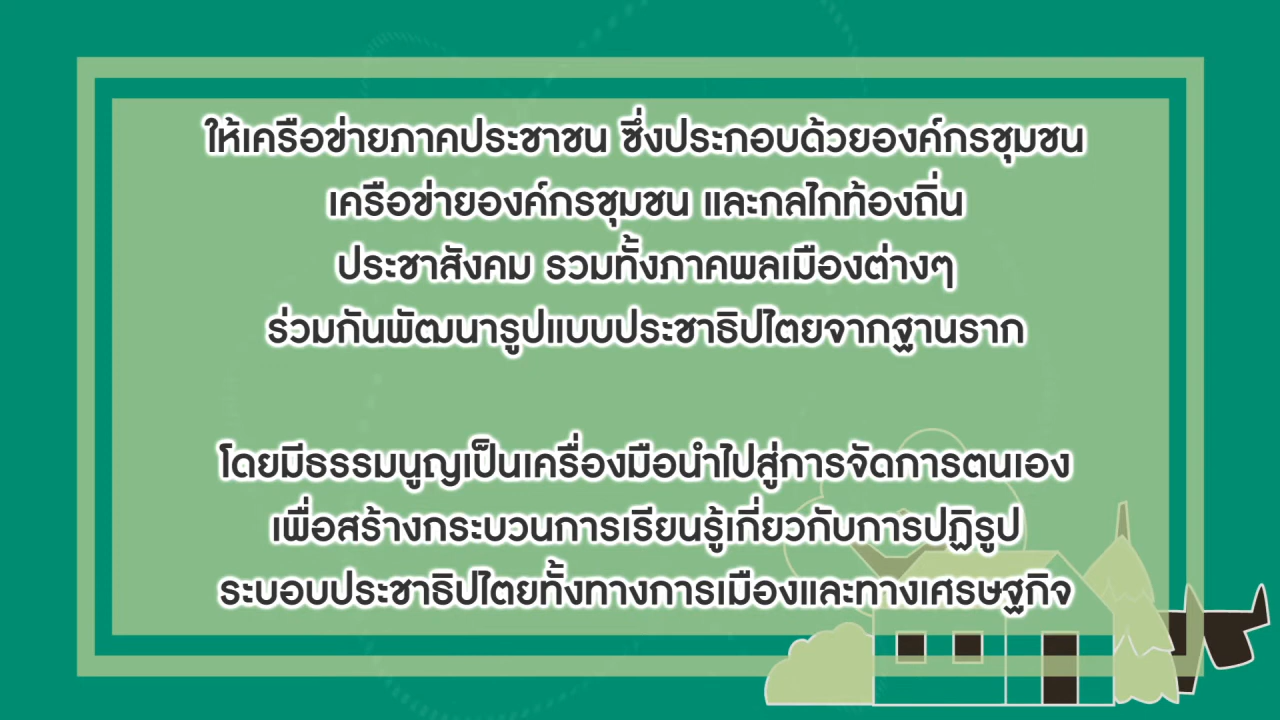 ให้เครือข่ายภาคประชาชน ซึ่งประกอบด้วยองค์กรชุมชน
เครือข่ายองค์กรชุมชน และกลไกท้องถิ่น
ประชาสังคม รวมทั้งภาคพลเมืองต่างๆ
ร่วมกันพัฒนารูปแบบประชาธิปไตยจากฐานราก
โดยมีธรรมนูญเป็นเครื่องมือนำไปสู่การจัดการตนเอง
เพื่อสร้างกระบวนการเรียนรู้เกี่ยวกับการปฏิรูป
ระบอบประชาธิปไตยทั้งทางการเมืองและทางเศรษฐกิจ